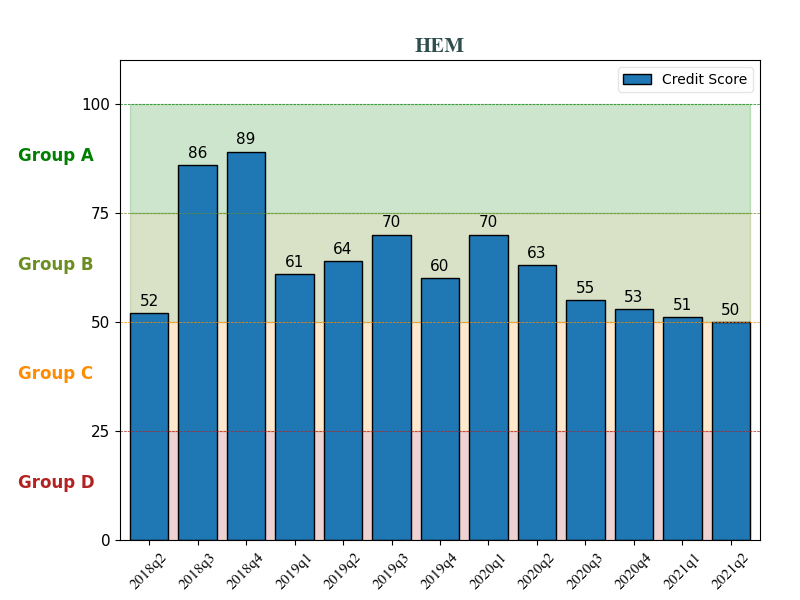 HEM
Credit Score
100
75
50
25
0
Group A
Group B
Group C
Group D
52
86
89
61
64
70
60
70
63
55
53
51
50
2018q2
2018q3
2018q4
2019q1
2019q2
2019q3
2019q4
2020q1
2020q2
2020q3
2020q4
2021q1
2021q2